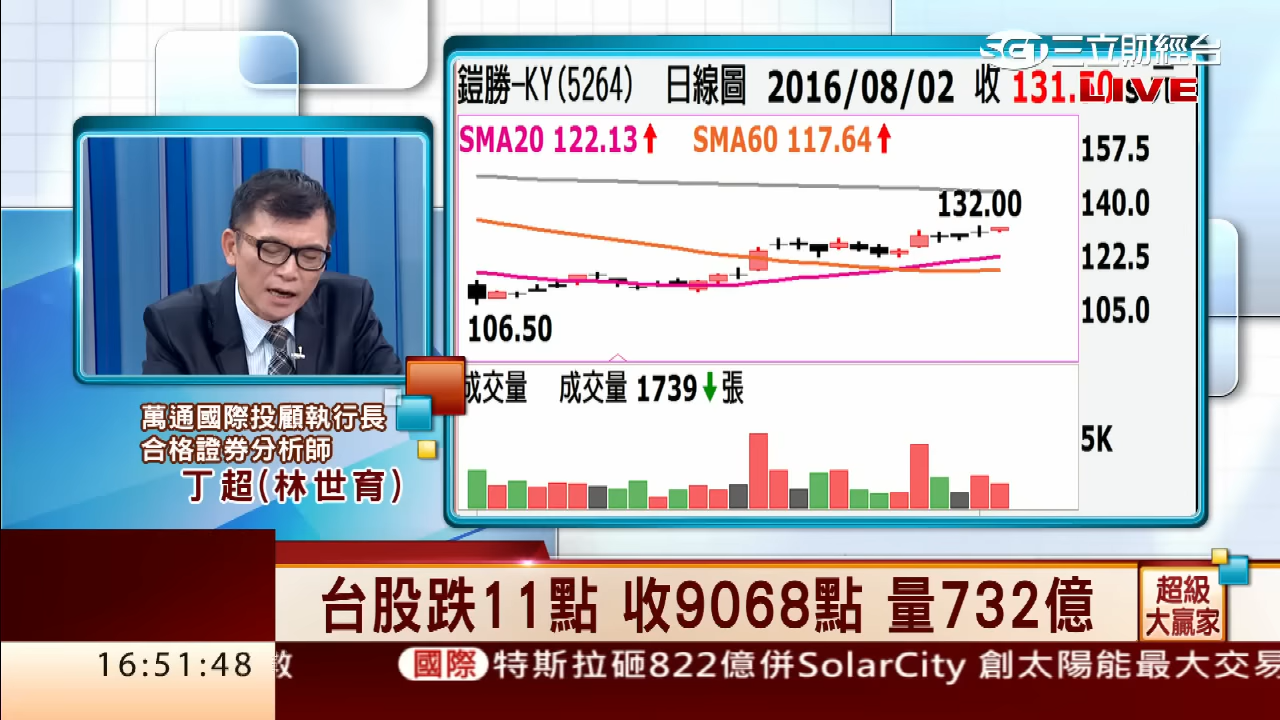 SET三立財經台
LIVE
鎧勝-KY(5264) 日線圖 2016/08/02 收 131.50 s 元
SMA20 122.13↑ SMA60 117.64↑
157.5
140.0
122.5
105.0
132.00
106.50
成交量 成交量 1739↓張
5K
萬通國際投顧執行長
合格證券分析師
丁超(林世育)
台股跌11點 收9068點 量732億
超級
大贏家
16:51:48
數 國際 特斯拉砸822億併SolarCity 創太陽能最大交易